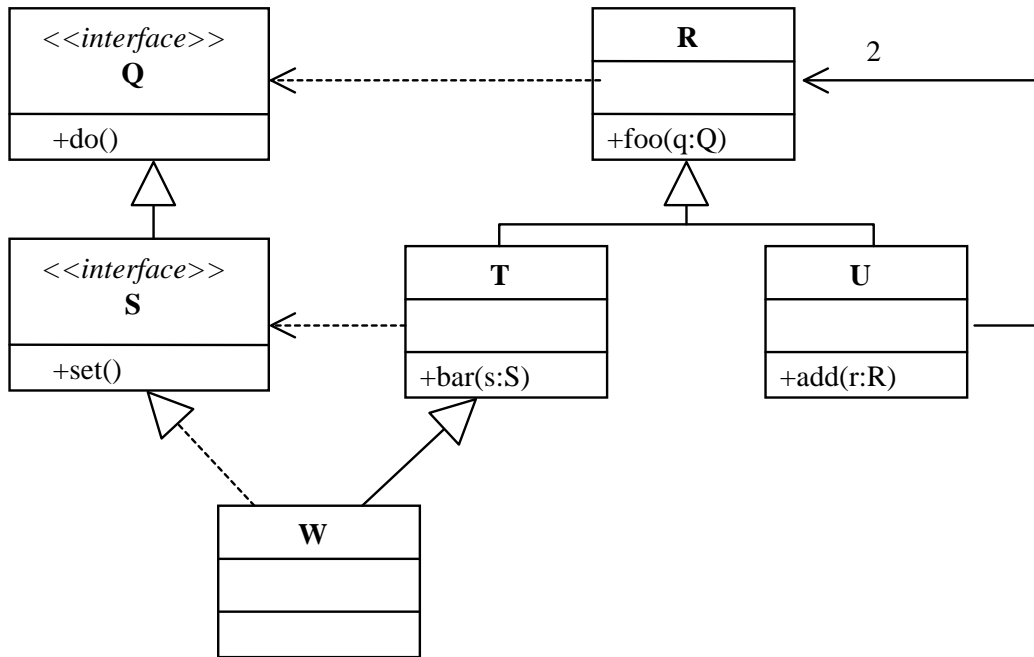 <<interface>>
Q
+do()
R
+foo(q:Q)
2
<<interface>>
S
+set()
T
+bar(s:S)
U
+add(r:R)
W